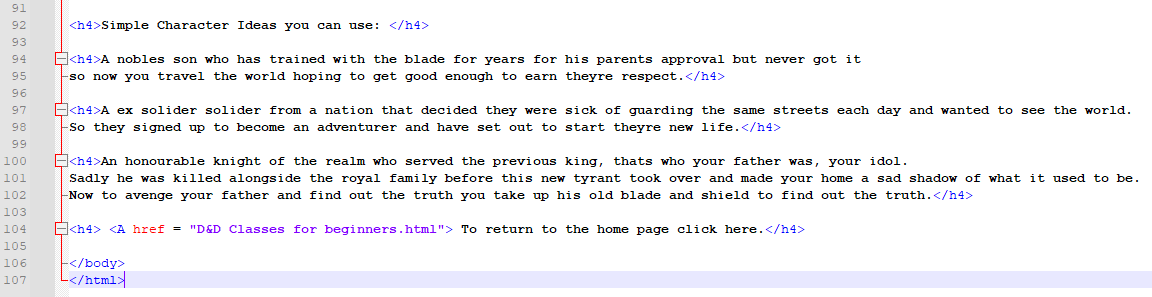 91
92 <h4>Simple Character Ideas you can use: </h4>
93
94 <h4>A nobles son who has trained with the blade for years for his parents approval but never got it
95 so now you travel the world hoping to get good enough to earn theyre respect.</h4>
96
97 <h4>A ex solider solider from a nation that decided they were sick of guarding the same streets each day and wanted to see the world.
98 So they signed up to become an adventurer and have set out to start theyre new life.</h4>
99
100 <h4>An honourable knight of the realm who served the previous king, thats who your father was, your idol.
101 Sadly he was killed alongside the royal family before this new tyrant took over and made your home a sad shadow of what it used to be.
102 Now to avenge your father and find out the truth you take up his old blade and shield to find out the truth.</h4>
103
104 <h4> <A href = "D&D Classes for beginners.html"> To return to the home page click here.</h4>
105
106 </body>
107 </html>